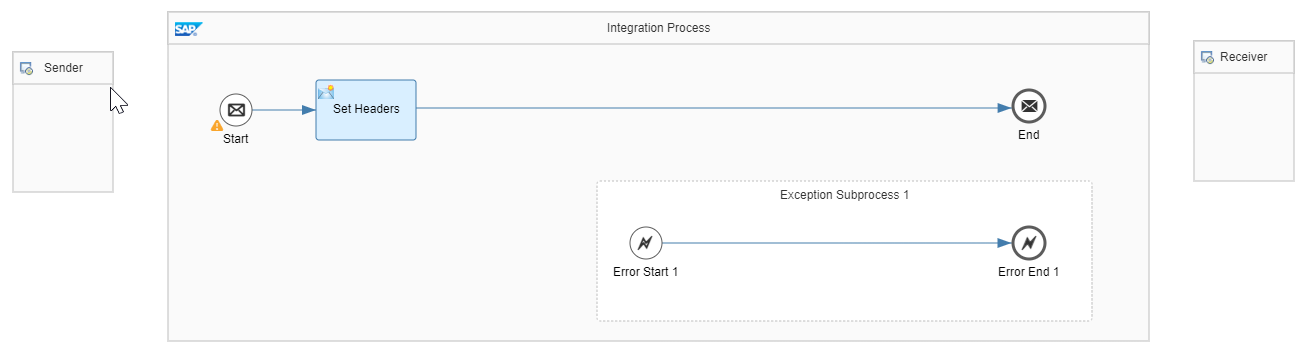 SAP
Integration Process
Sender
Receiver
Set Headers
Start
End
Exception Subprocess 1
Error Start 1
Error End 1